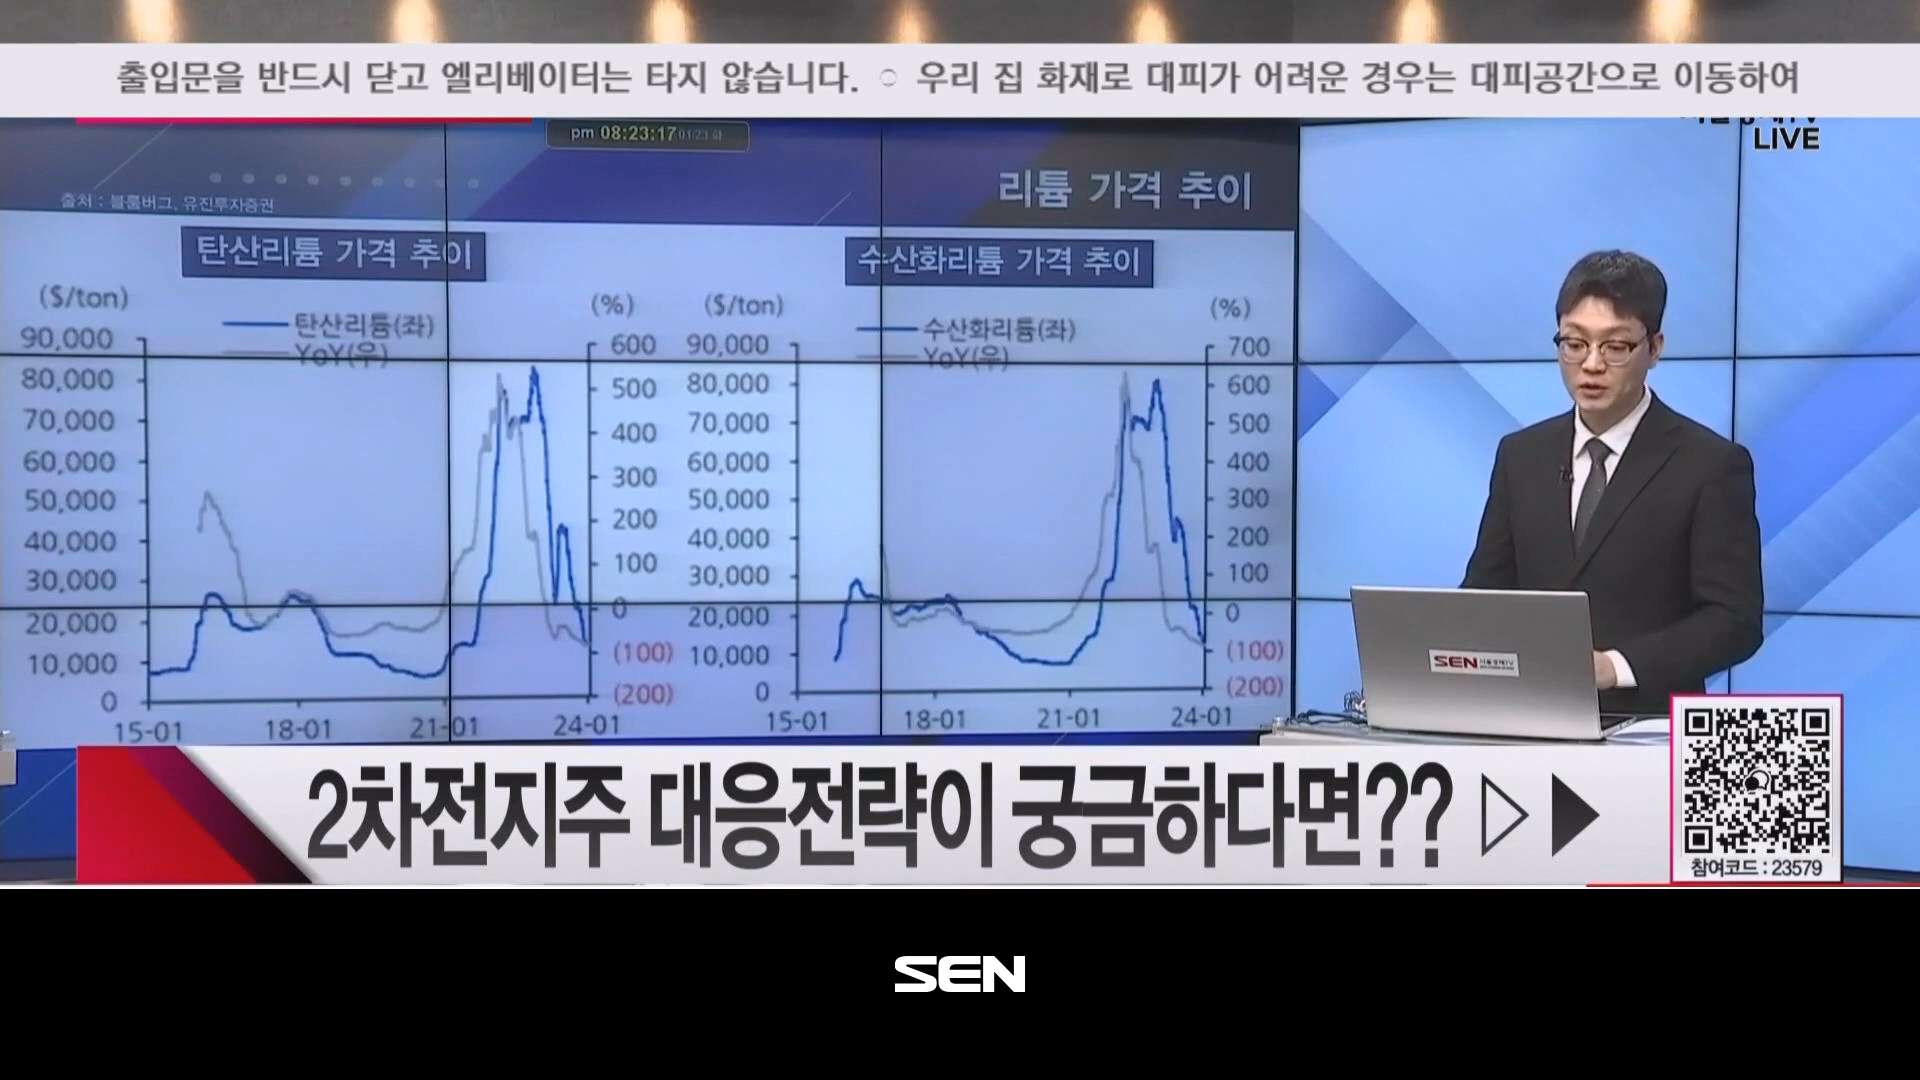 출입문을 반드시 닫고 엘리베이터는 타지 않습니다. ○ 우리 집 화재로 대피가 어려운 경우는 대피공간으로 이동하여
pm 08:23:17 01/23 화
LIVE
리튬 가격 추이
출처 : 블룸버그, 유진투자증권
탄산리튬 가격 추이
($/ton)
(%)
탄산리튬(좌)
YoY(우)
90,000
80,000
70,000
60,000
50,000
40,000
30,000
20,000
10,000
0
600
500
400
300
200
100
0
(100)
(200)
15-01 18-01 21-01 24-01
수산화리튬 가격 추이
($/ton)
(%)
수산화리튬(좌)
YoY(우)
90,000
80,000
70,000
60,000
50,000
40,000
30,000
20,000
10,000
0
700
600
500
400
300
200
100
0
(100)
(200)
15-01 18-01 21-01 24-01
SEN 서울경제TV
2차전지주 대응전략이 궁금하다면??
참여코드 : 23579
SEN